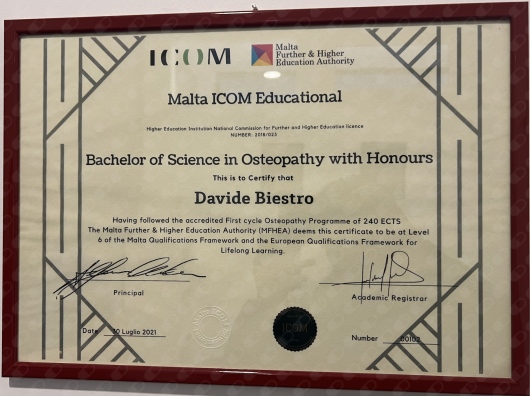 ICOM
Malta
Further & Higher
Education Authority
Malta ICOM Educational
Higher Education Institution National Commission for Further and Higher Education licence
NUMBER: 2016/023
Bachelor of Science in Osteopathy with Honours
This is to Certify that
Davide Biestro
Having followed the accredited First cycle Osteopathy Programme of 240 ECTS
The Malta Further & Higher Education Authority (MFHEA) deems this certificate to be at Level
6 of the Malta Qualifications Framework and the European Qualifications Framework for
Lifelong Learning.
Principal
Academic Registrar
Date 30 Luglio 2021
ICOM
Number